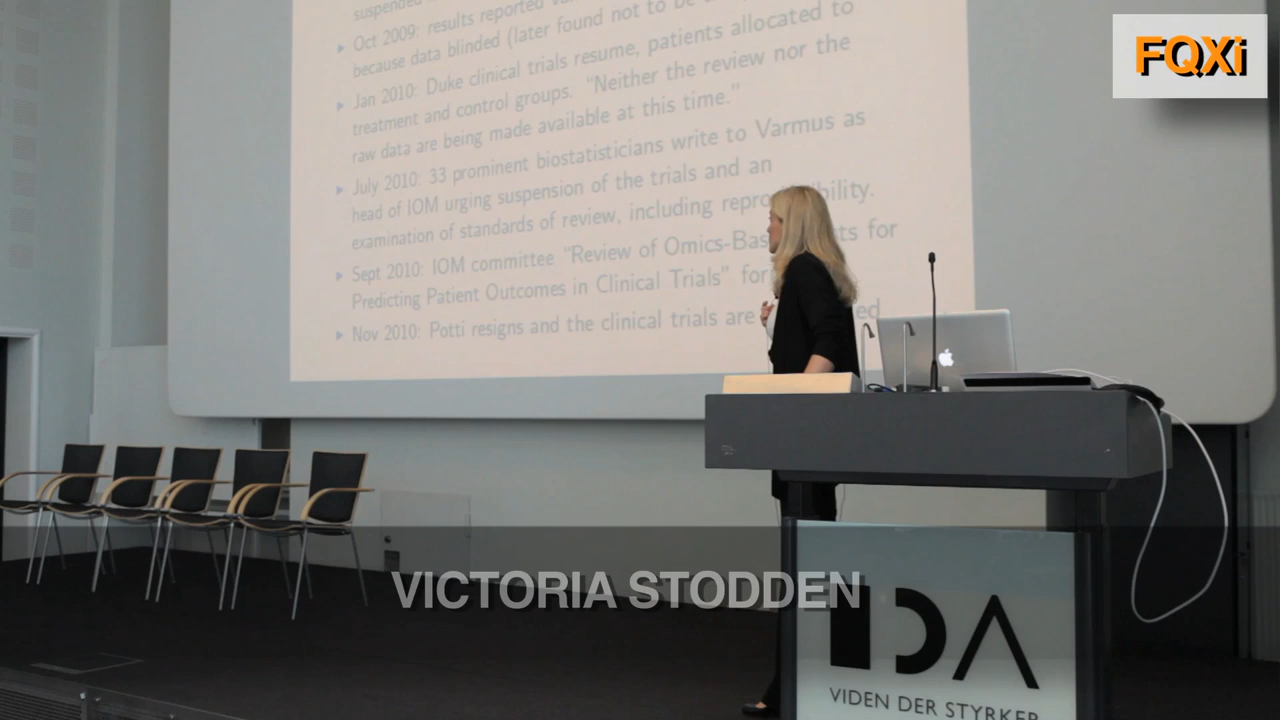 suspended
Oct 2009: results reported
because data blinded (later found not to be
Jan 2010: Duke clinical trials resume, patients allocated to
treatment and control groups. “Neither the review nor the
raw data are being made available at this time.”
July 2010: 33 prominent biostatisticians write to Varmus as
head of IOM urging suspension of the trials and an
examination of standards of review, including
Sept 2010: IOM committee “Review of for
Predicting Patient Outcomes in Clinical Trials”
Nov 2010: Potti resigns and the clinical trials are
FQXi
VICTORIA STODDEN
IDA
VIDEN DER STYRKER